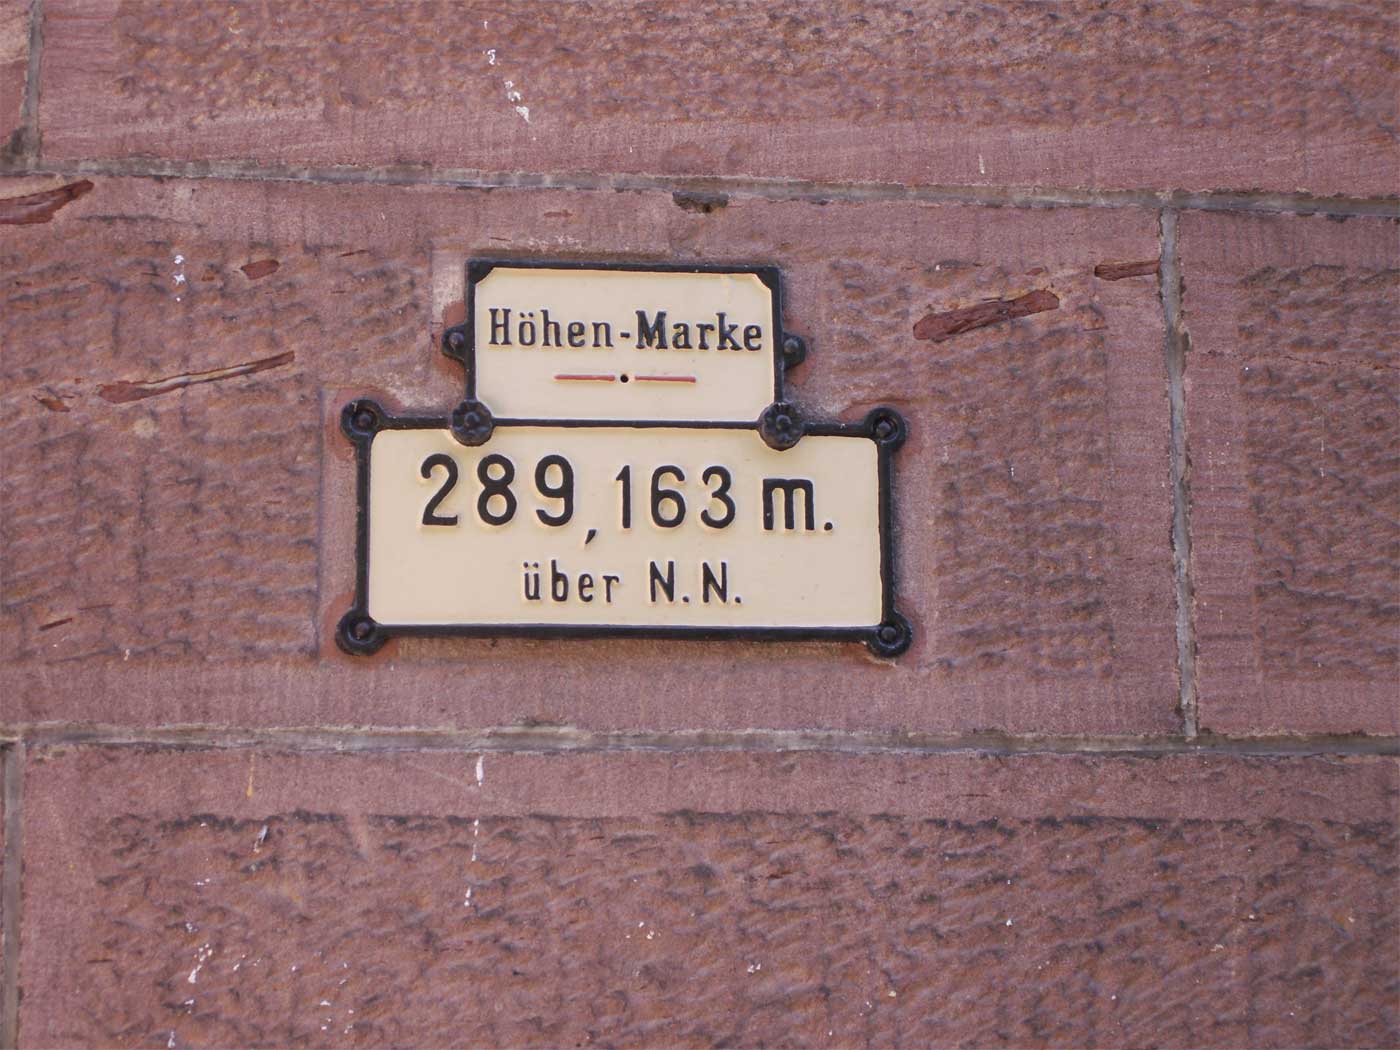 Höhen-Marke
289,163 m.
über N.N.